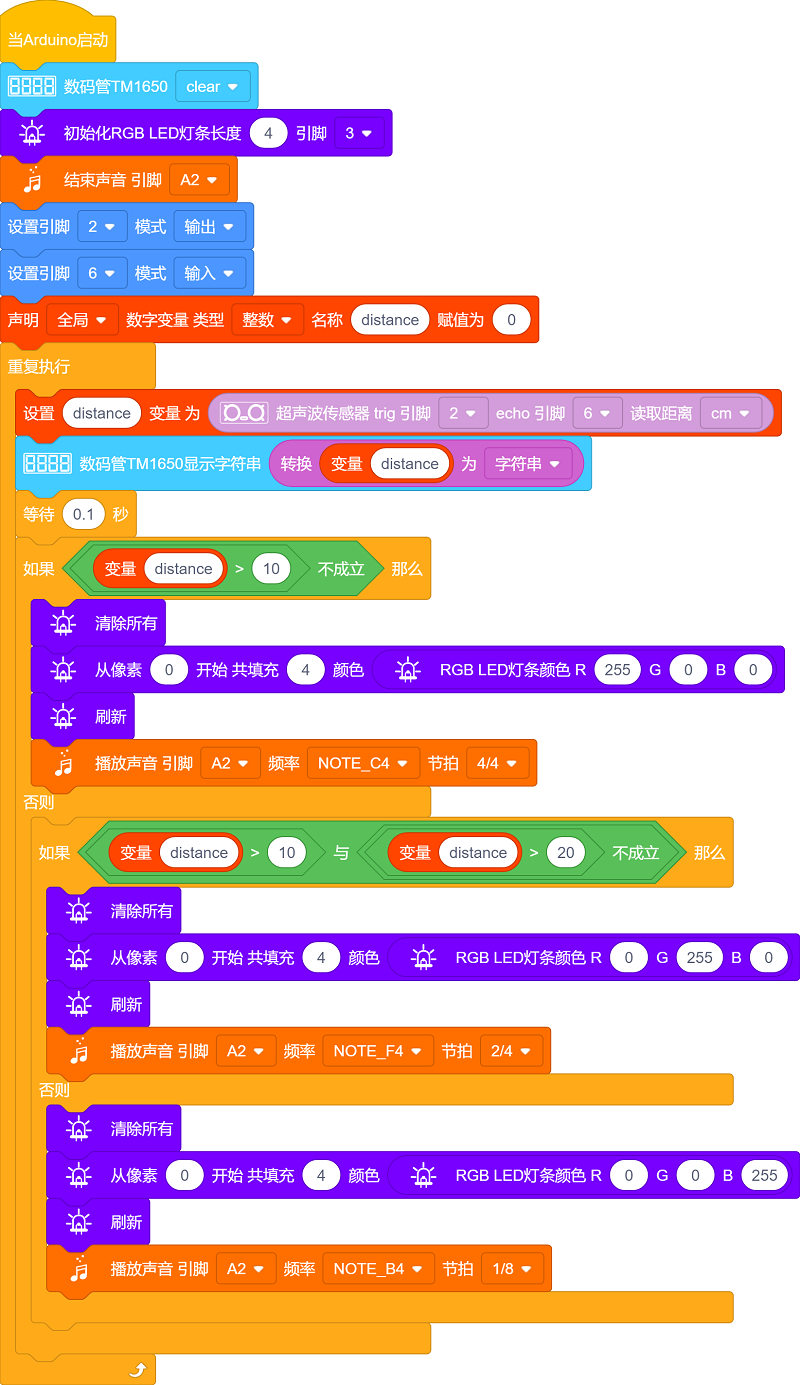 当Arduino启动
数码管TM1650 clear
初始化RGB LED灯条长度 4 引脚 3
结束声音 引脚 A2
设置引脚 2 模式 输出
设置引脚 6 模式 输入
声明 全局 数字变量 类型 整数 名称 distance 赋值为 0
重复执行
设置 distance 变量 为 超声波传感器 trig 引脚 2 echo 引脚 6 读取距离 cm
数码管TM1650显示字符串 转换 变量 distance 为 字符串
等待 0.1 秒
如果 变量 distance > 10 不成立 那么
清除所有
从像素 0 开始 共填充 4 颜色 RGB LED灯条颜色 R 255 G 0 B 0
刷新
播放声音 引脚 A2 频率 NOTE_C4 节拍 4/4
否则
如果 变量 distance > 10 与 变量 distance > 20 不成立 那么
清除所有
从像素 0 开始 共填充 4 颜色 RGB LED灯条颜色 R 0 G 255 B 0
刷新
播放声音 引脚 A2 频率 NOTE_F4 节拍 2/4
否则
清除所有
从像素 0 开始 共填充 4 颜色 RGB LED灯条颜色 R 0 G 0 B 255
刷新
播放声音 引脚 A2 频率 NOTE_B4 节拍 1/8